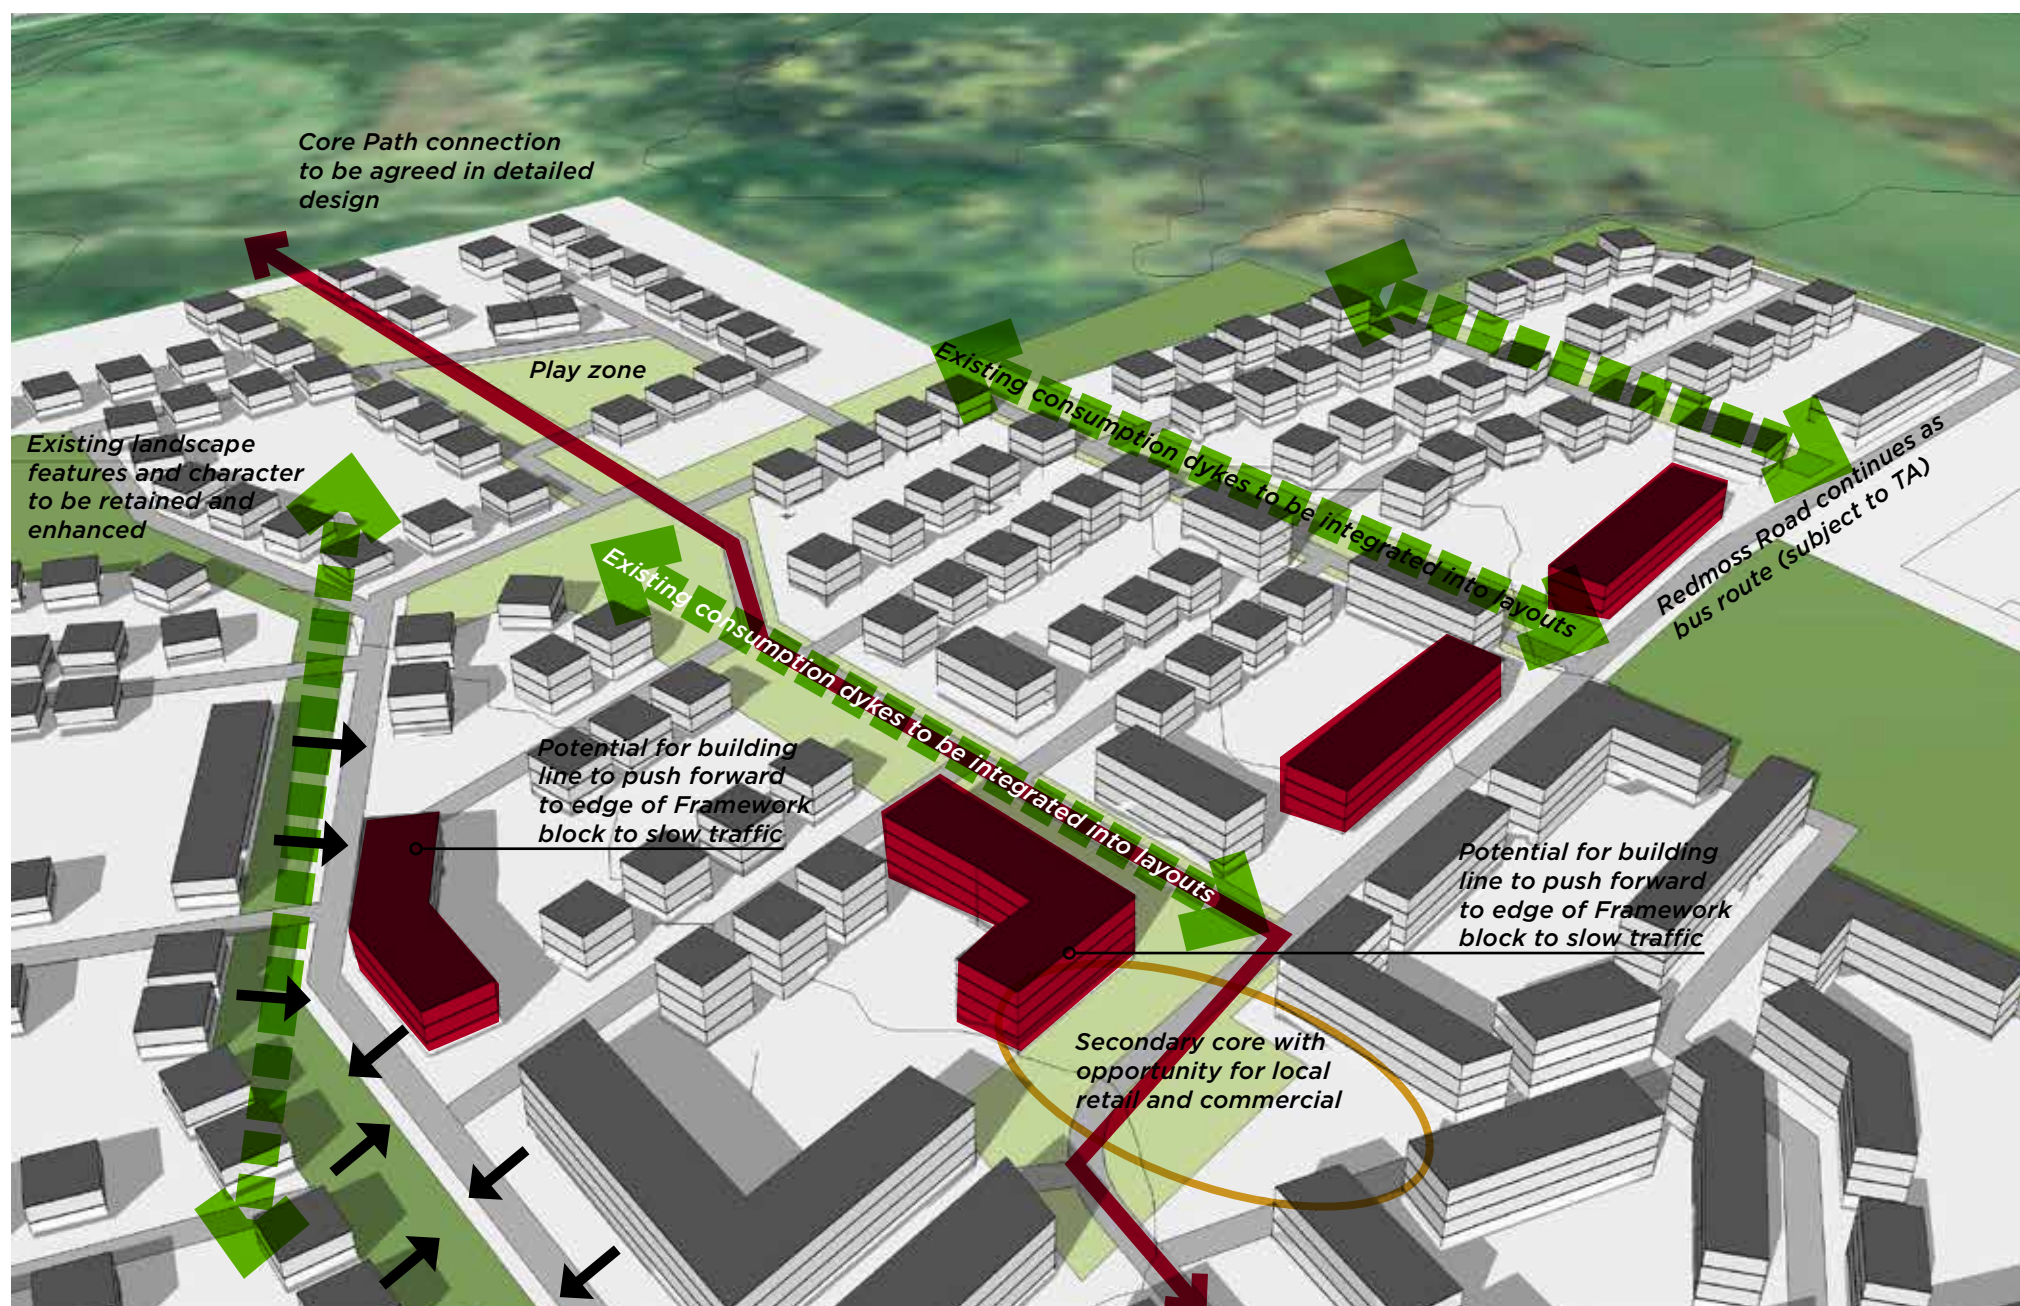 Core Path connection
to be agreed in detailed
design
Play zone
Existing consumption dykes to be integrated into layouts
Existing landscape
features and character
to be retained and
enhanced
Redmoss Road continues as
bus route (subject to TA)
Existing consumption dykes to be integrated into layouts
Potential for building
line to push forward
to edge of Framework
block to slow traffic
Potential for building
line to push forward
to edge of Framework
block to slow traffic
Secondary core with
opportunity for local
retail and commercial